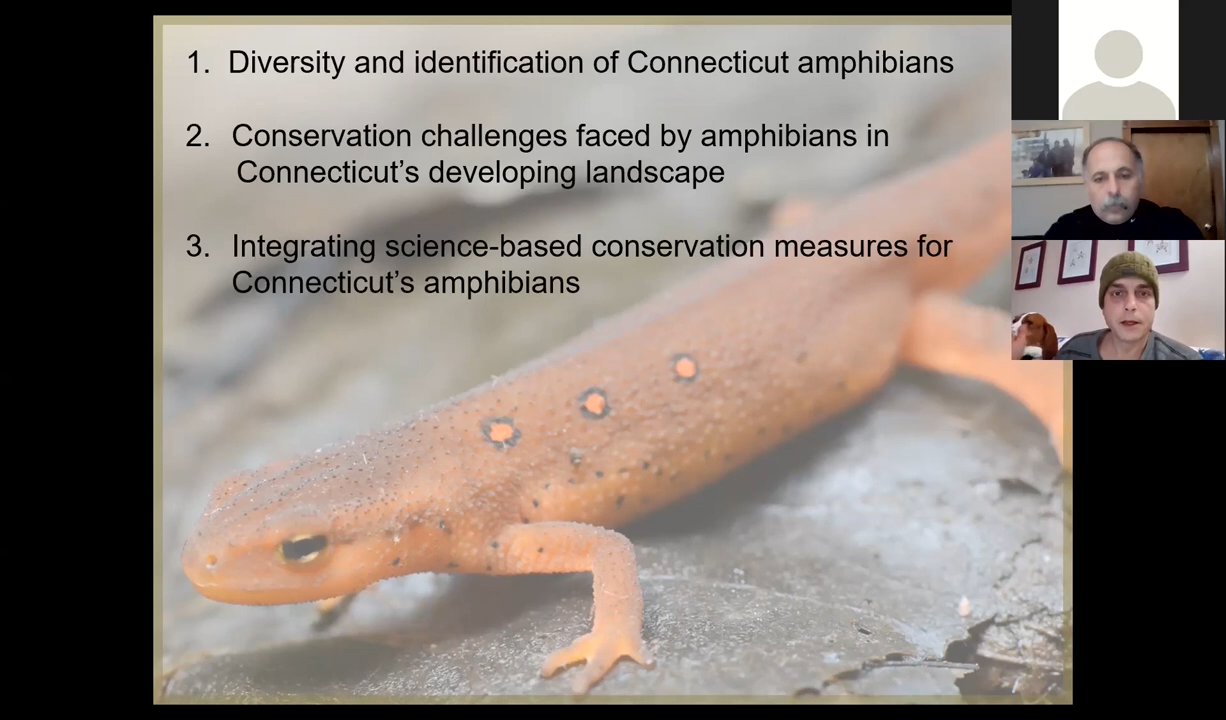 1. Diversity and identification of Connecticut amphibians
2. Conservation challenges faced by amphibians in
Connecticut’s developing landscape
3. Integrating science-based conservation measures for
Connecticut’s amphibians